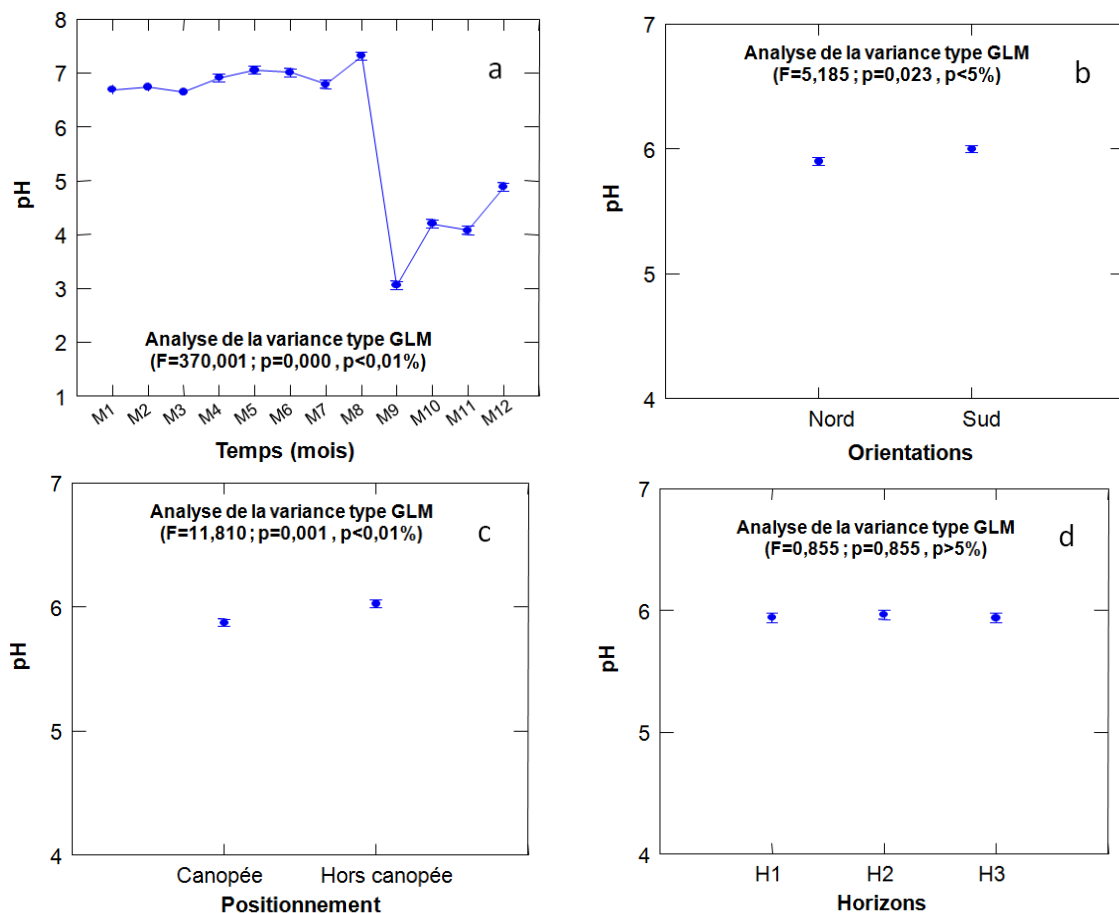 8
7
6
5
4
3
2
1
pH
a
Analyse de la variance type GLM
(F=370,001 ; p=0,000 , p<0,01%)
M1 M2 M3 M4 M5 M6 M7 M8 M9 M10 M11 M12
Temps (mois)
7
6
5
4
pH
Analyse de la variance type GLM
(F=5,185 ; p=0,023 , p<5%)
b
Nord Sud
Orientations
7
6
5
4
pH
Analyse de la variance type GLM
(F=11,810 ; p=0,001 , p<0,01%)
c
Canopée Hors canopée
Positionnement
7
6
5
4
pH
Analyse de la variance type GLM
(F=0,855 ; p=0,855 , p>5%)
d
H1 H2 H3
Horizons